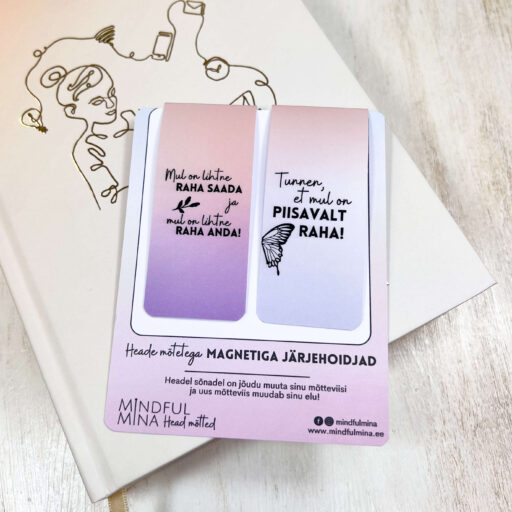 Mul on lihtne
RAHA SAADA
ja
mul on lihtne
RAHA ANDA!
Tunnen,
et mul on
PIISAVALT
RAHA!
Heade mõtetega MAGNETIGA JÄRJEHOIDJAD
Headel sõnadel on jõudu muuta sinu mõtteviisi
ja uus mõtteviis muudab sinu elu!
MINDFUL
MINA Head mõtted
mindfulmina
www.mindfulmina.ee